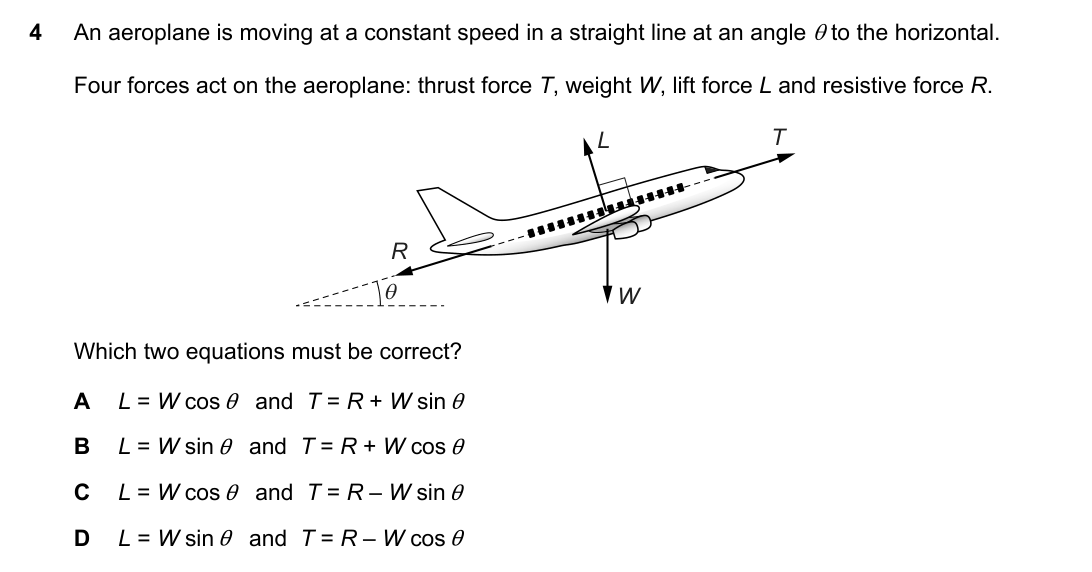 4 An aeroplane is moving at a constant speed in a straight line at an angle θ to the horizontal.
Four forces act on the aeroplane: thrust force T, weight W, lift force L and resistive force R.
L
T
R
θ
W
Which two equations must be correct?
A L = W cos θ and T = R + W sin θ
B L = W sin θ and T = R + W cos θ
C L = W cos θ and T = R – W sin θ
D L = W sin θ and T = R – W cos θ